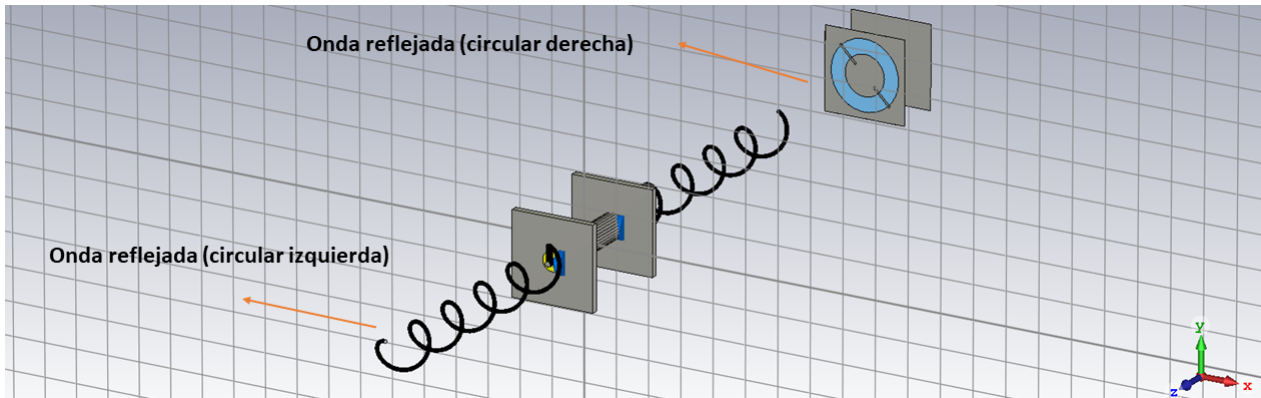 Onda reflejada (circular derecha)
Onda reflejada (circular izquierda)
y
z
x